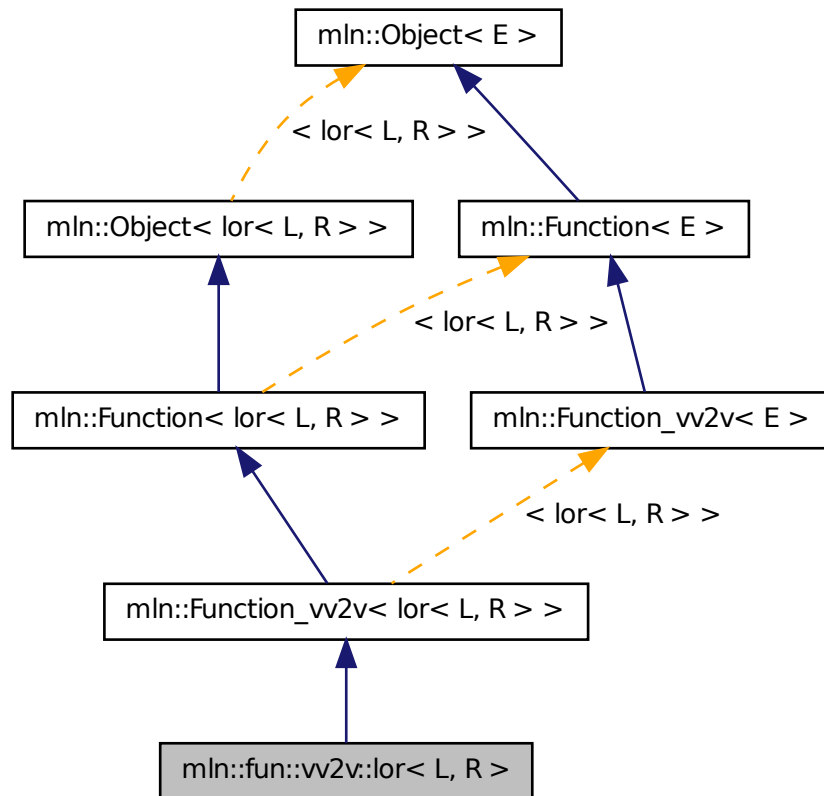 mln::Object< E >
< lor< L, R > >
mln::Object< lor< L, R > >
mln::Function< E >
< lor< L, R > >
mln::Function< lor< L, R > >
mln::Function_vv2v< E >
< lor< L, R > >
mln::Function_vv2v< lor< L, R > >
mln::fun::vv2v::lor< L, R >